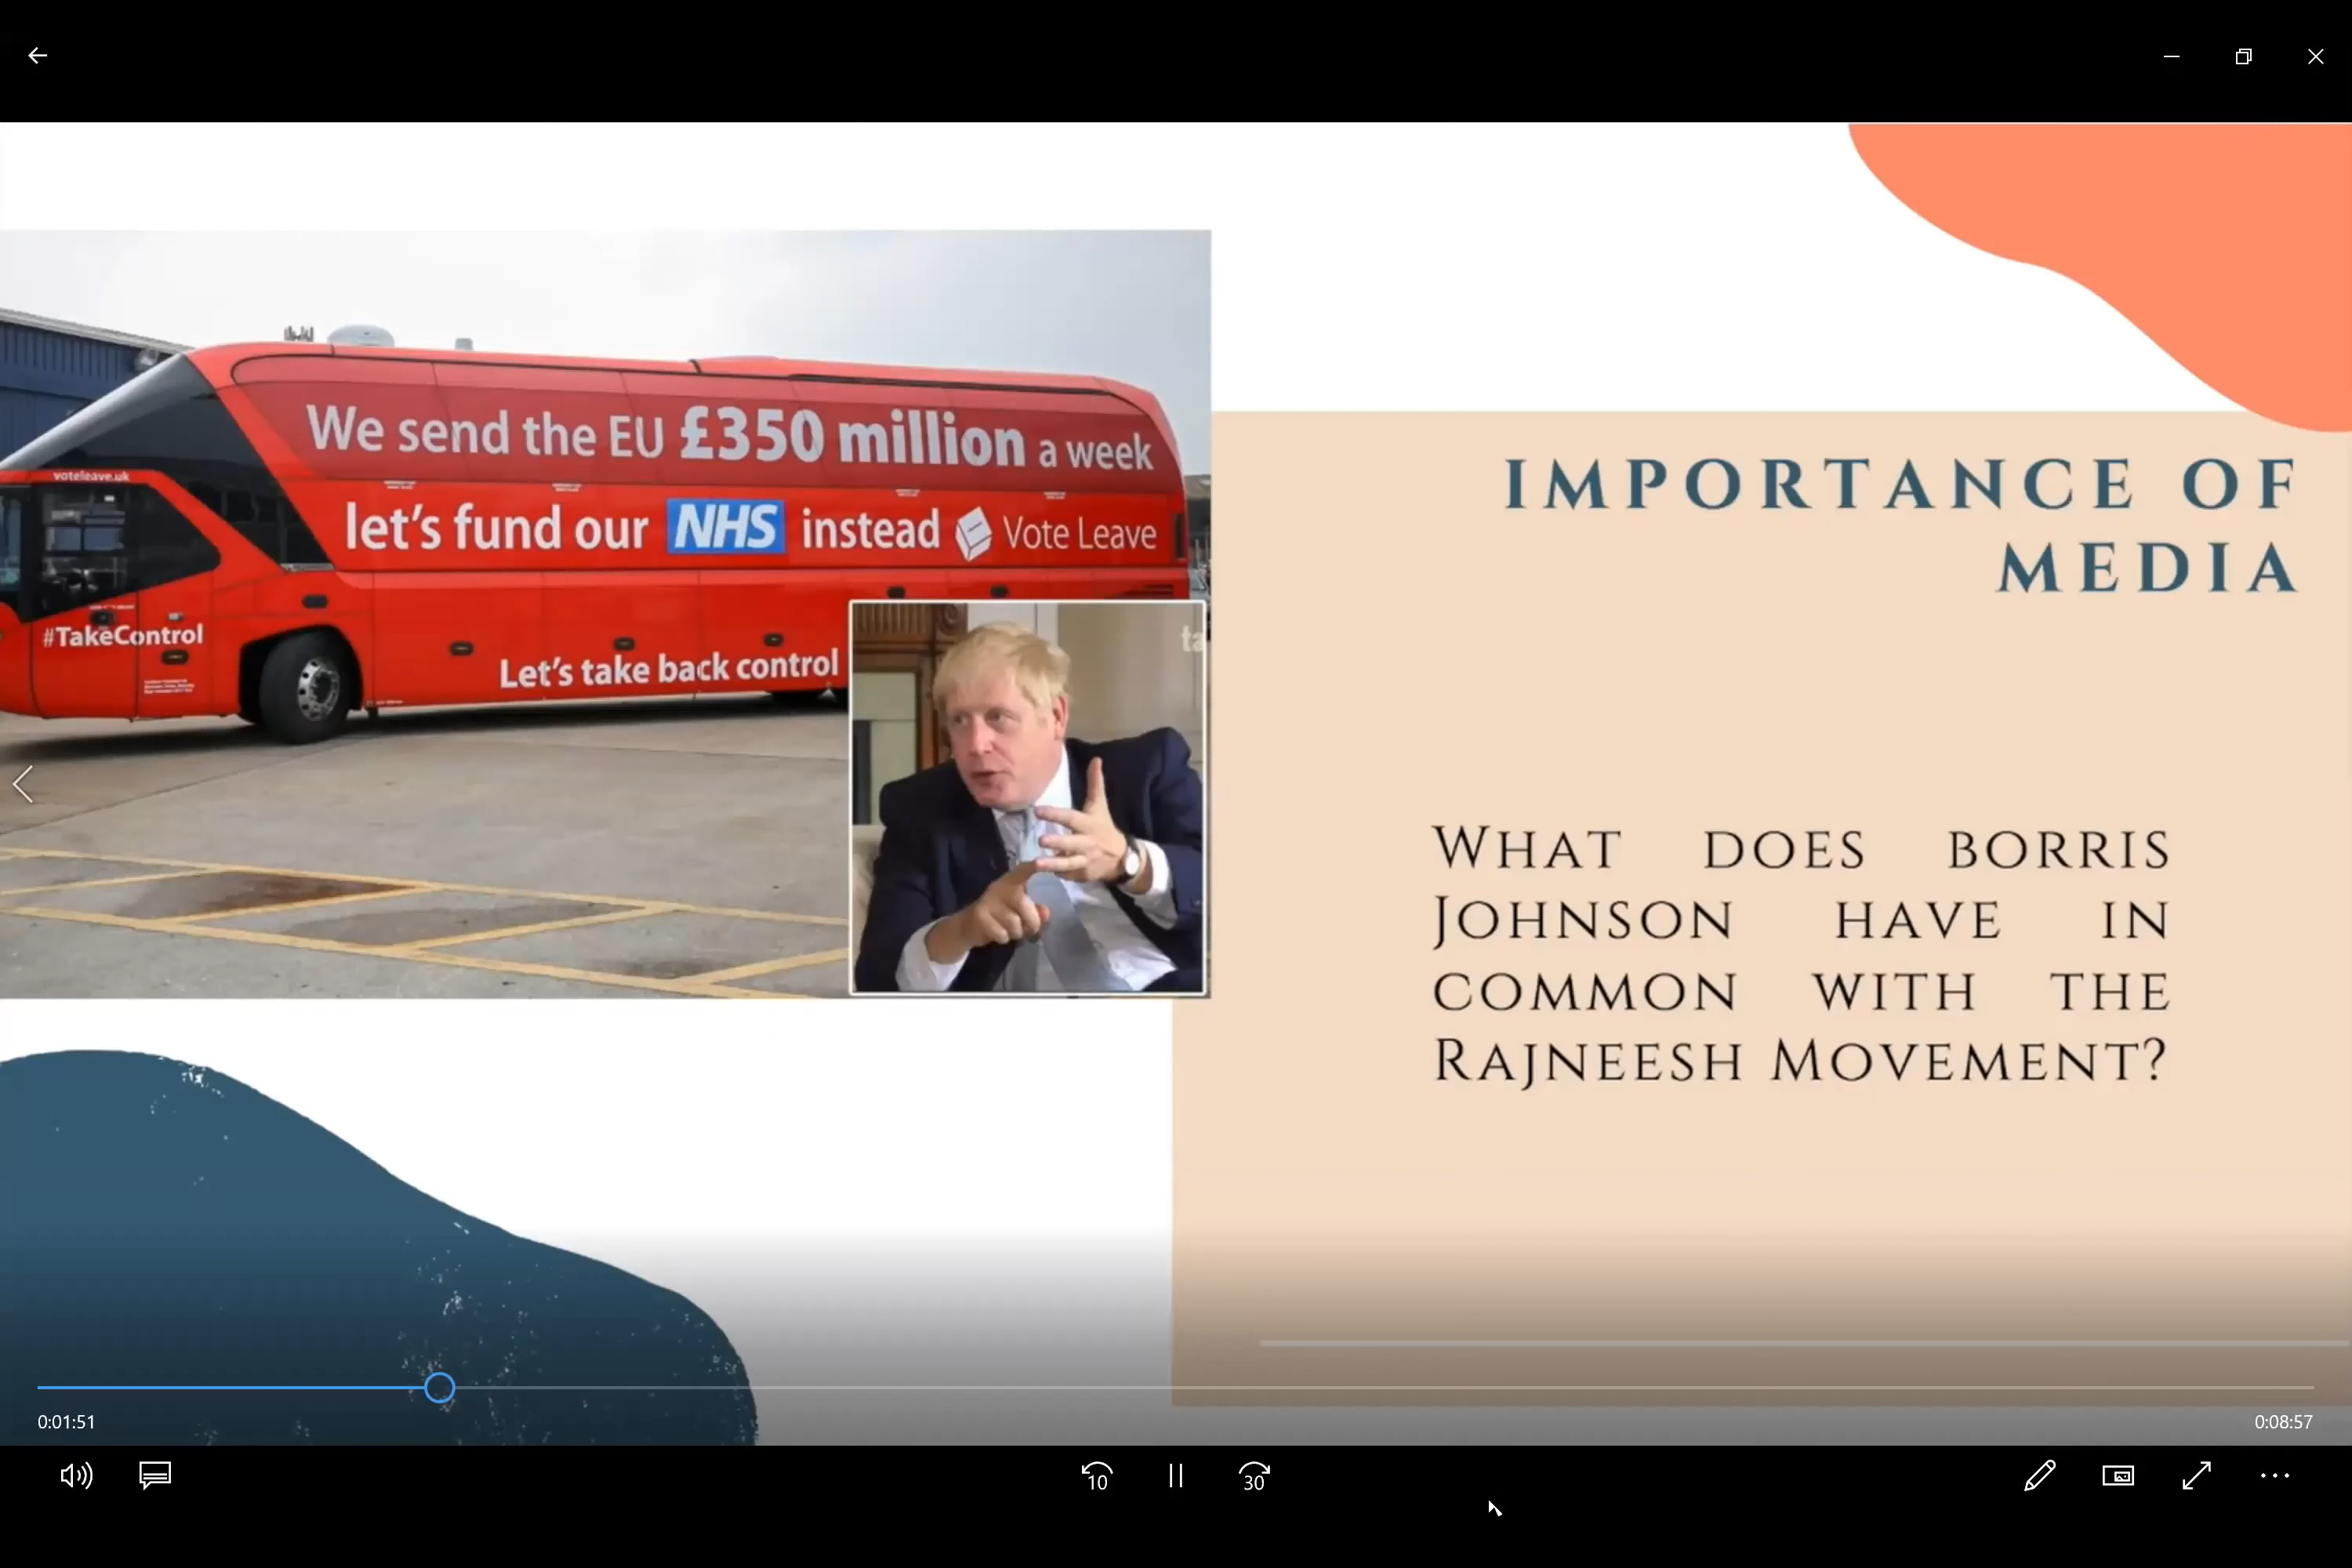 We send the EU £350 million a week
let's fund our NHS instead Vote Leave
voteleave.uk
#TakeControl
Let's take back control
ta
IMPORTANCE OF
MEDIA
What does borris
Johnson have in
common with the
Rajneesh Movement?
0:01:51
0:08:57
10
30